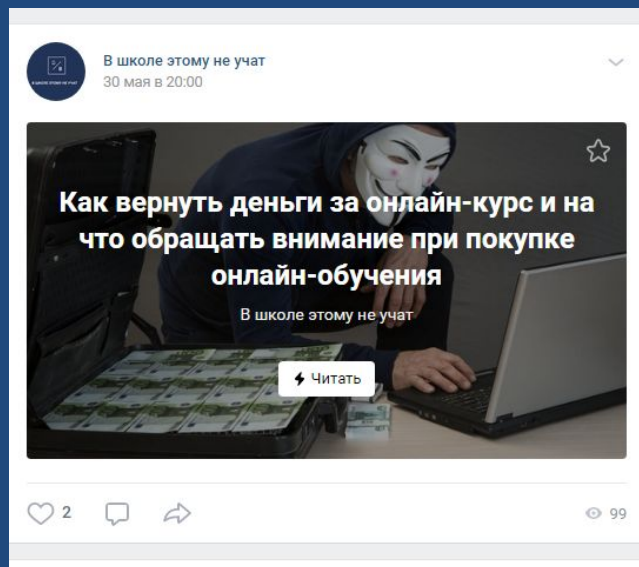 В школе этому не учат
30 мая в 20:00
Как вернуть деньги за онлайн-курс и на
что обращать внимание при покупке
онлайн-обучения
В школе этому не учат
Читать
2
99